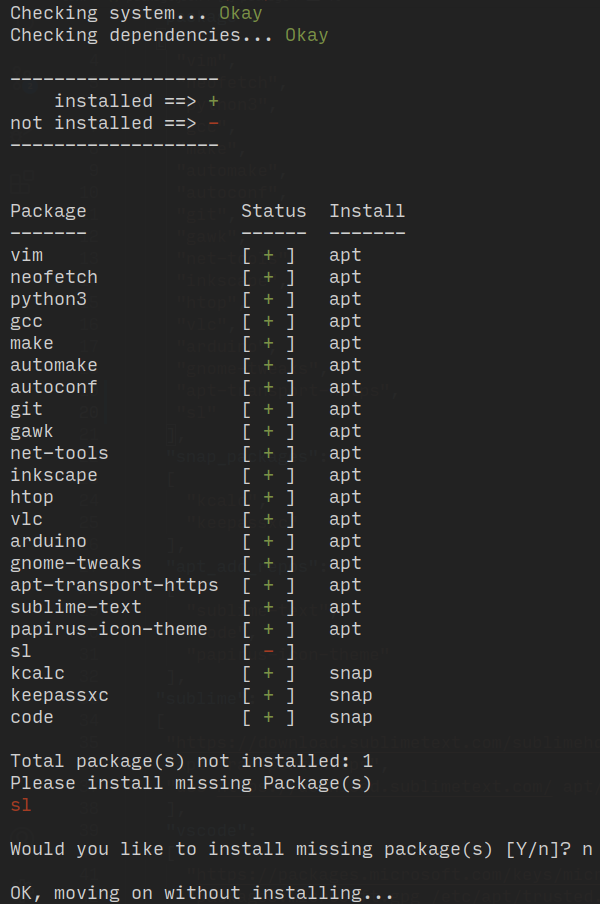 Checking system... Okay
Checking dependencies... Okay
-------------------
installed ==> +
not installed ==> -
-------------------
Package Status Install
------- ------ -------
vim [ + ] apt
neofetch [ + ] apt
python3 [ + ] apt
gcc [ + ] apt
make [ + ] apt
automake [ + ] apt
autoconf [ + ] apt
git [ + ] apt
gawk [ + ] apt
net-tools [ + ] apt
inkscape [ + ] apt
htop [ + ] apt
vlc [ + ] apt
arduino [ + ] apt
gnome-tweaks [ + ] apt
apt-transport-https [ + ] apt
sublime-text [ + ] apt
papirus-icon-theme [ + ] apt
sl [ - ]
kcalc [ + ] snap
keepassxc [ + ] snap
code [ + ] snap
Total package(s) not installed: 1
Please install missing Package(s)
sl
Would you like to install missing package(s) [Y/n]? n
OK, moving on without installing...